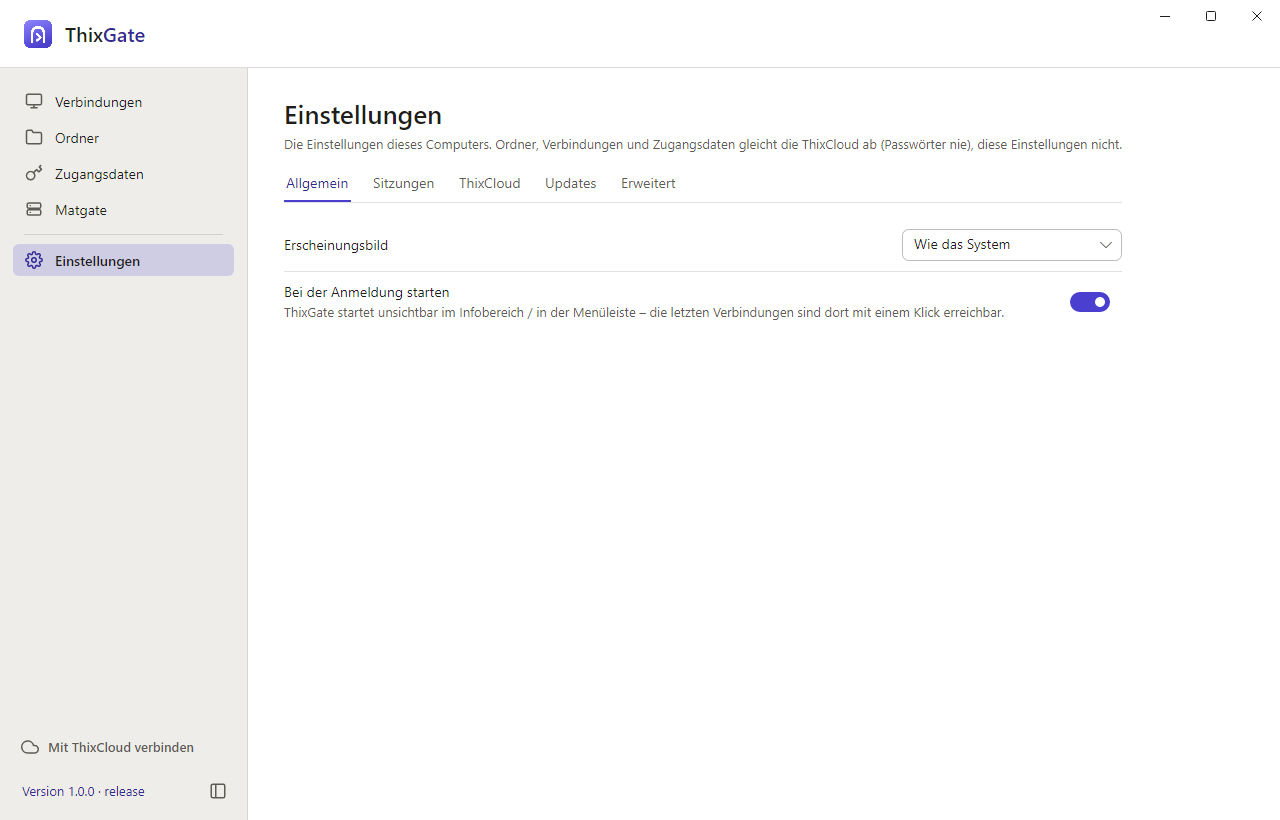 ThixGate
Verbindungen
Ordner
Zugangsdaten
Matgate
Einstellungen
Mit ThixCloud verbinden
Version 1.0.0 · release
Einstellungen
Die Einstellungen dieses Computers. Ordner, Verbindungen und Zugangsdaten gleicht die ThixCloud ab (Passwörter nie), diese Einstellungen nicht.
Allgemein Sitzungen ThixCloud Updates Erweitert
Erscheinungsbild Wie das System
Bei der Anmeldung starten
ThixGate startet unsichtbar im Infobereich / in der Menüleiste – die letzten Verbindungen sind dort mit einem Klick erreichbar.